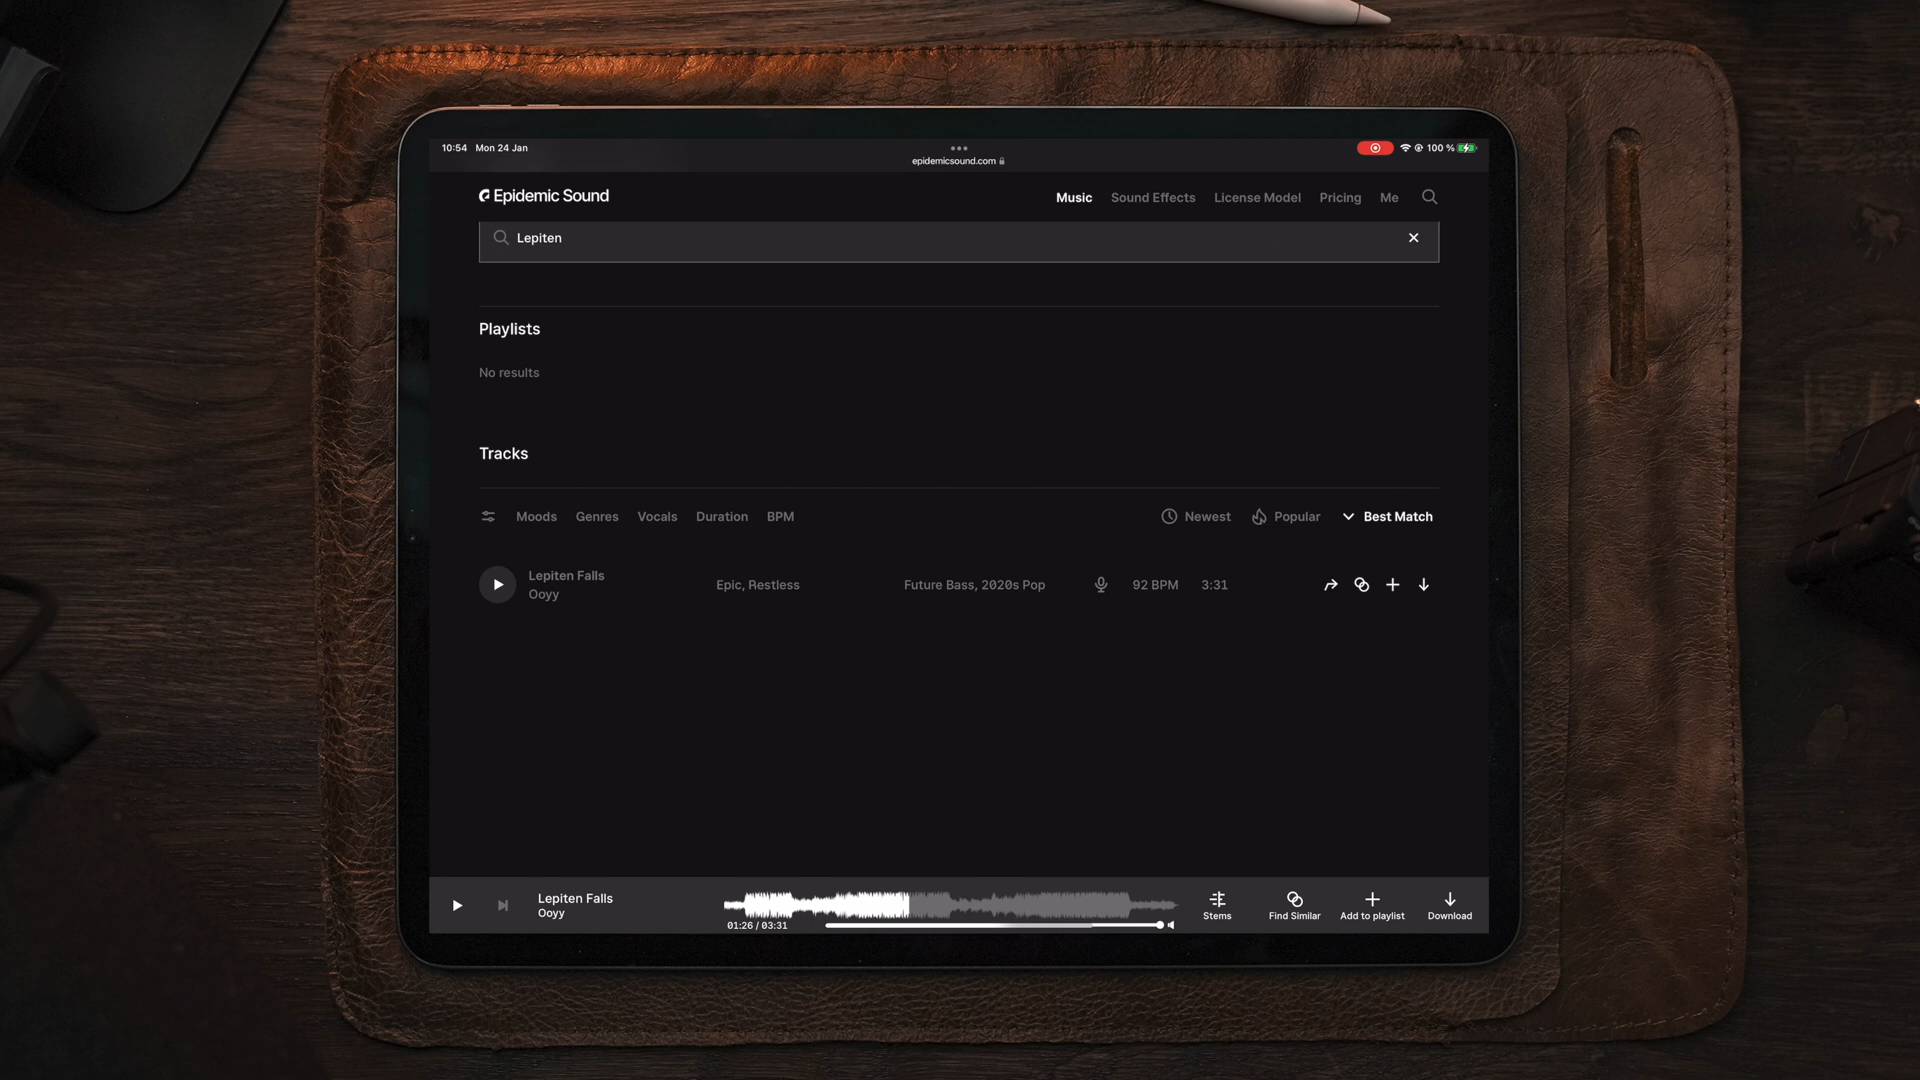 10:54 Mon 24 Jan
100 %
epidemicsound.com
Epidemic Sound
Music Sound Effects License Model Pricing Me
Lepiten
Playlists
No results
Tracks
Moods Genres Vocals Duration BPM
Newest Popular Best Match
Lepiten Falls
Ooyy
Epic, Restless
Future Bass, 2020s Pop
92 BPM
3:31
Lepiten Falls
Ooyy
01:26 / 03:31
Stems
Find Similar
Add to playlist
Download